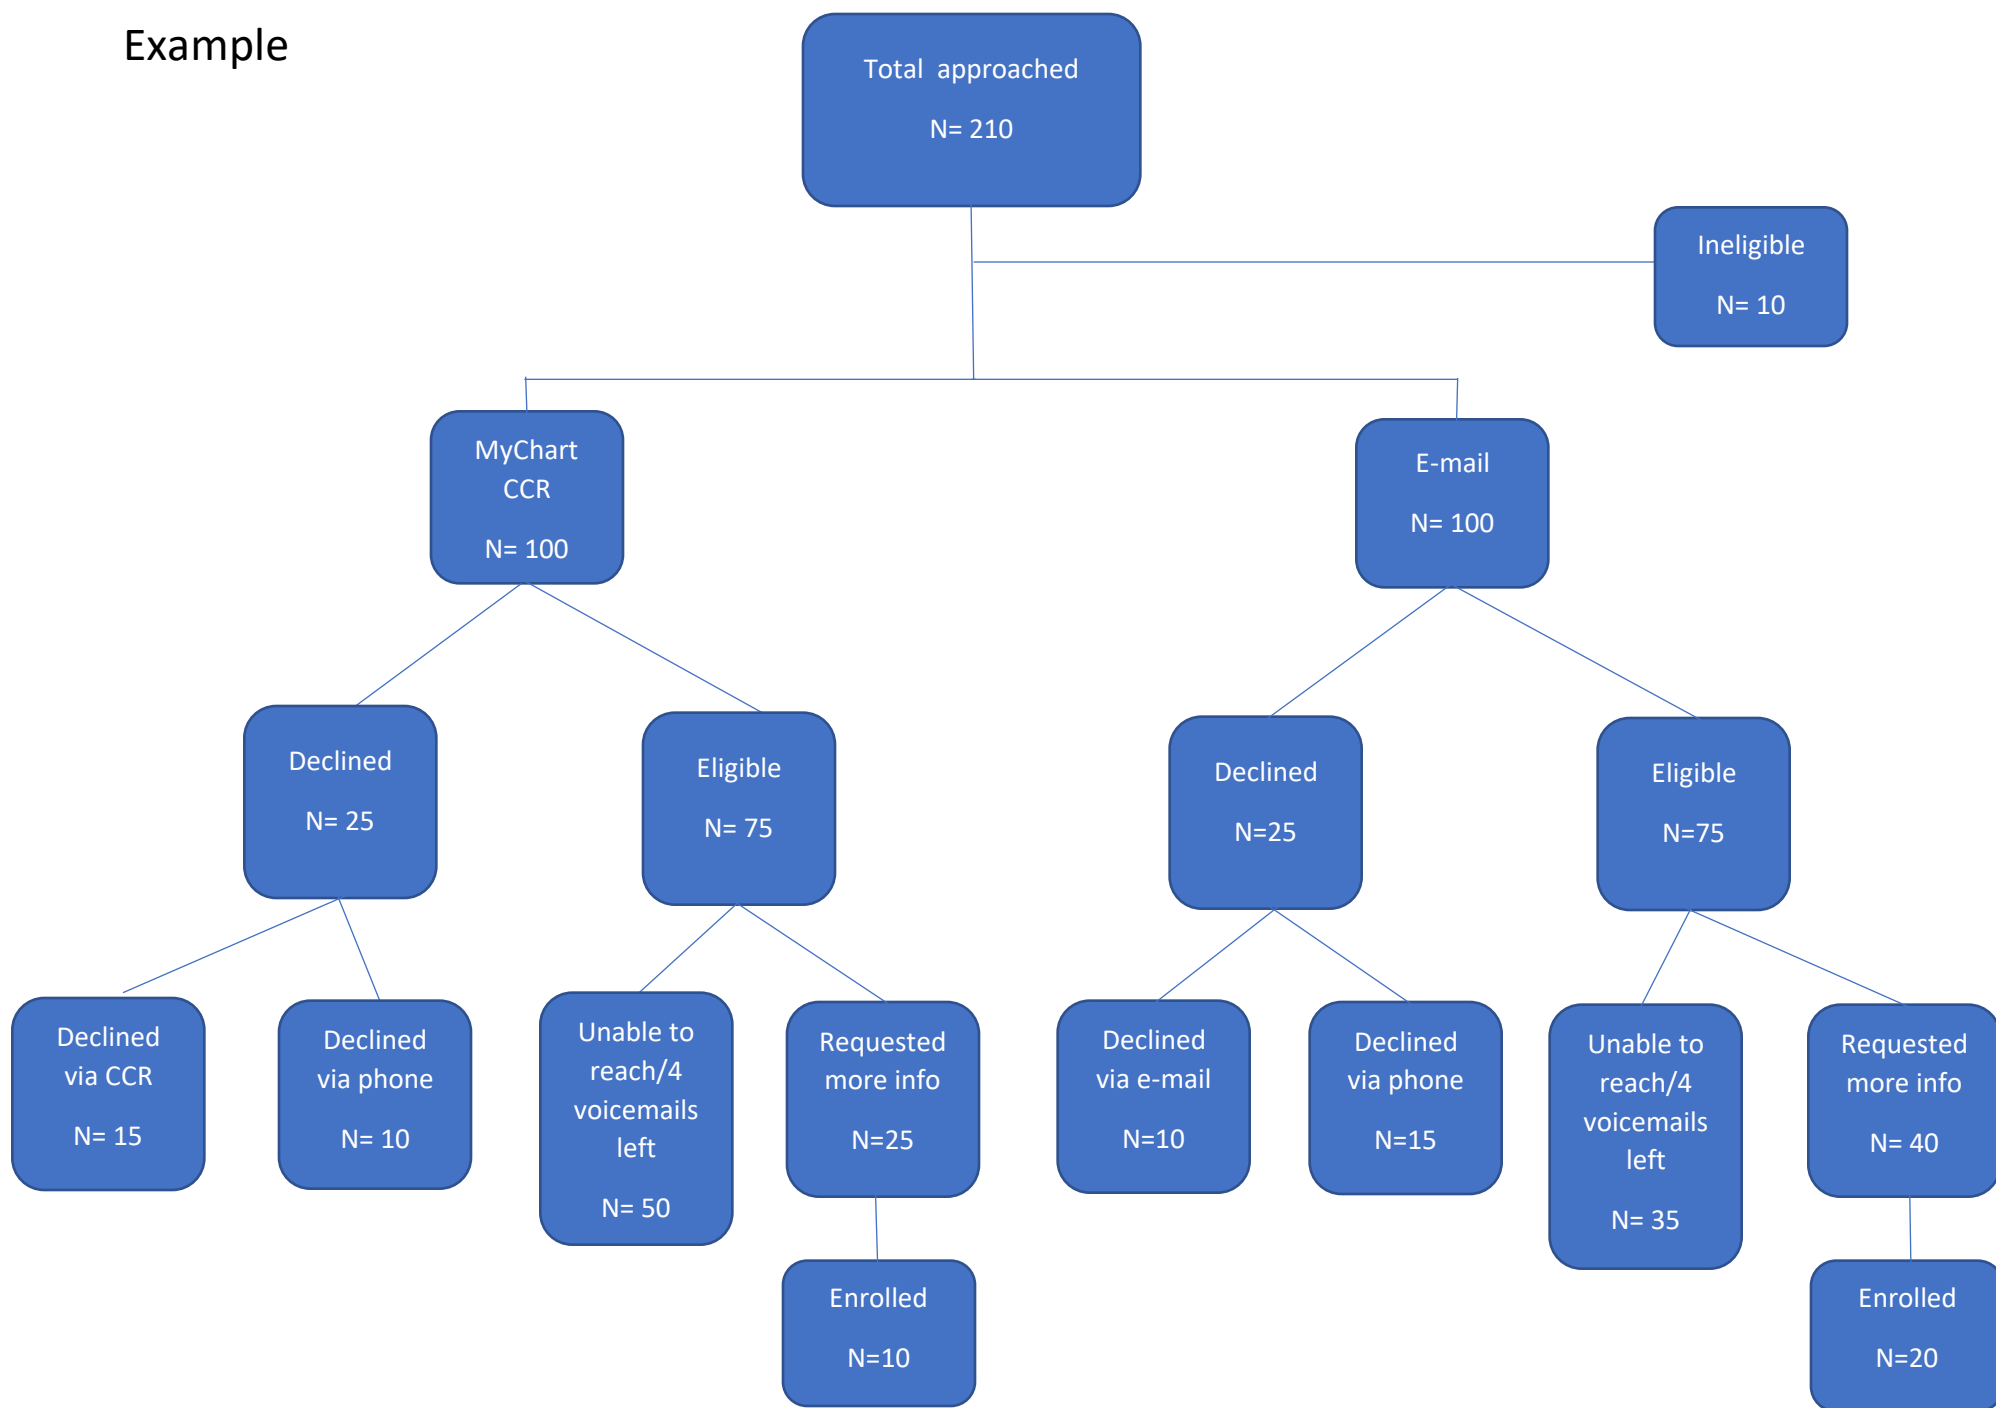 Example
Total  approached
N= 210
Ineligible
N= 10
MyChart
CCR
N= 100
E-mail
N= 100
Declined
N= 25
Eligible
N= 75
Declined
N=25
Eligible
N=75
Declined
via CCR
N= 15
Declined
via phone
N= 10
Unable to
reach/4
voicemails
left
N= 50
Requested
more info
N=25
Declined
via e-mail
N=10
Declined
via phone
N=15
Unable to
reach/4
voicemails
left
N= 35
Requested
more info
N= 40
Enrolled
N=10
Enrolled
N=20